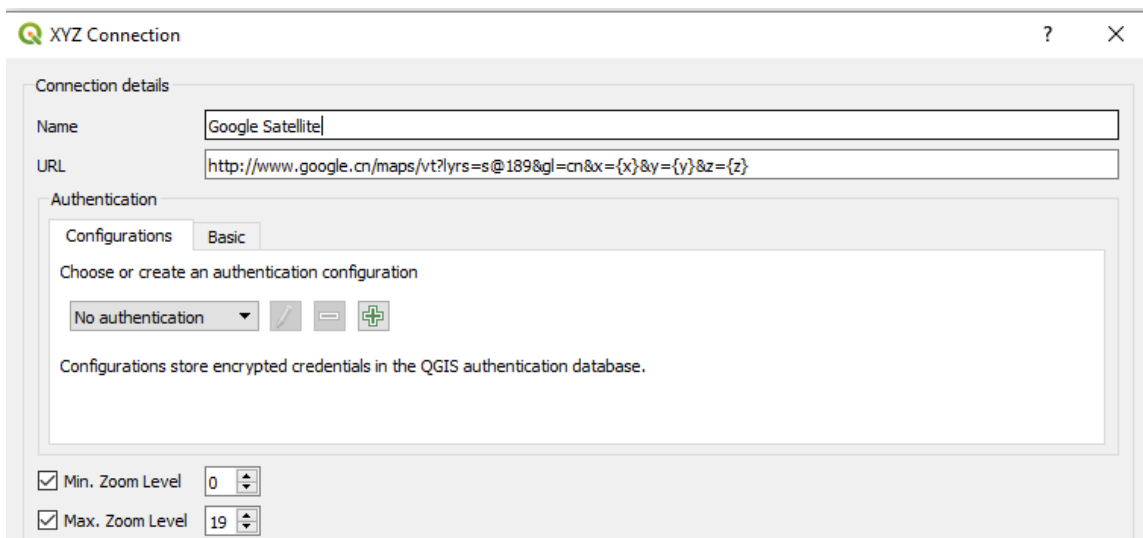 XYZ Connection ? ✕
Connection details
Name Google Satellite
URL http://www.google.cn/maps/vt?lyrs=s@189&gl=cn&x={x}&y={y}&z={z}
Authentication
Configurations Basic
Choose or create an authentication configuration
No authentication
Configurations store encrypted credentials in the QGIS authentication database.
Min. Zoom Level 0
Max. Zoom Level 19